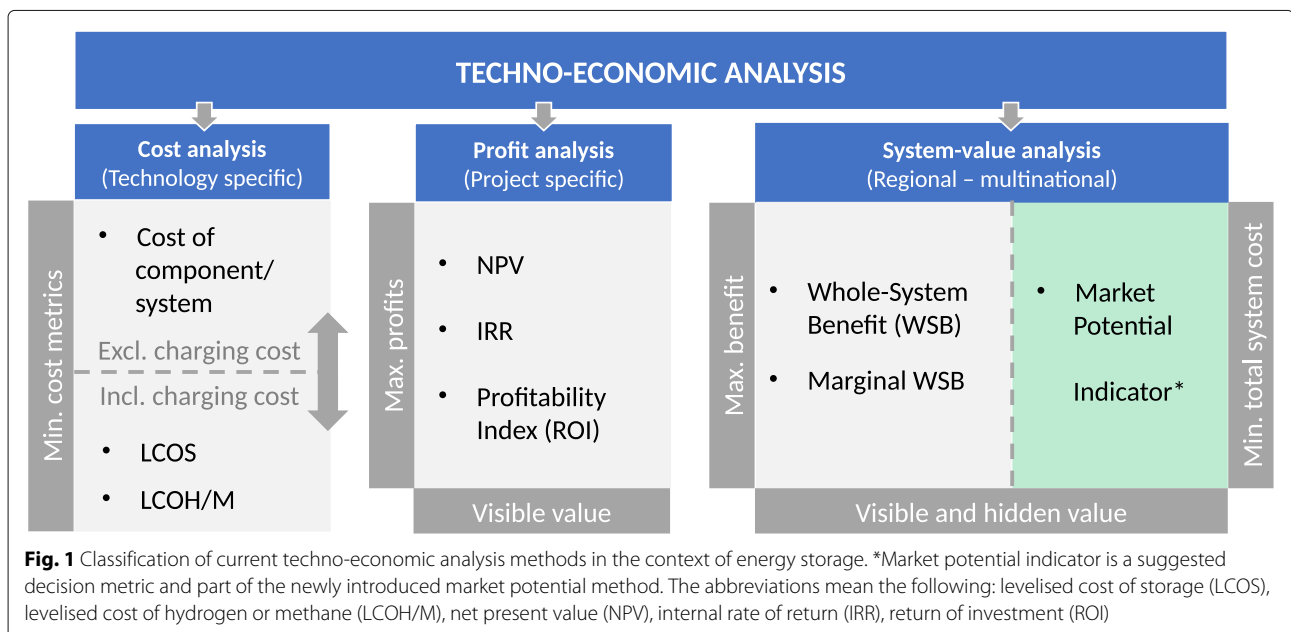 TECHNO-ECONOMIC ANALYSIS
Cost analysis
(Technology specific)
Min. cost metrics
• Cost of
component/
system
Excl. charging cost
Incl. charging cost
• LCOS
• LCOH/M
Profit analysis
(Project specific)
Max. profits
• NPV
• IRR
• Profitability
Index (ROI)
Visible value
System-value analysis
(Regional – multinational)
Max. benefit
• Whole-System
Benefit (WSB)
• Marginal WSB
• Market
Potential
Indicator*
Min. total system cost
Visible and hidden value
Fig. 1 Classification of current techno-economic analysis methods in the context of energy storage. *Market potential indicator is a suggested
decision metric and part of the newly introduced market potential method. The abbreviations mean the following: levelised cost of storage (LCOS),
levelised cost of hydrogen or methane (LCOH/M), net present value (NPV), internal rate of return (IRR), return of investment (ROI)